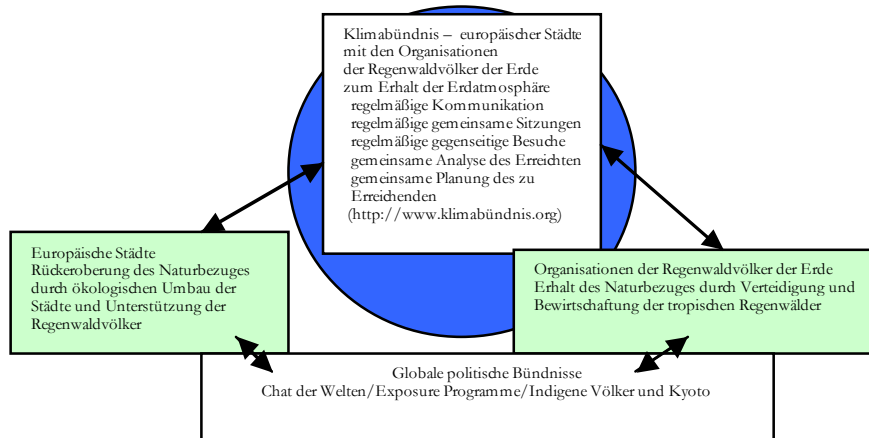 Klimabündnis – europäischer Städte
mit den Organisationen
der Regenwaldvölker der Erde
zum Erhalt der Erdatmosphäre
regelmäßige Kommunikation
regelmäßige gemeinsame Sitzungen
regelmäßige gegenseitige Besuche
gemeinsame Analyse des Erreichten
gemeinsame Planung des zu
Erreichenden
(http://www.klimabündnis.org)
Europäische Städte
Rückeroberung des Naturbezuges
durch ökologischen Umbau der
Städte und Unterstützung der
Regenwaldvölker
Organisationen der Regenwaldvölker der Erde
Erhalt des Naturbezuges durch Verteidigung und
Bewirtschaftung der tropischen Regenwälder
Globale politische Bündnisse
Chat der Welten/Exposure Programme/Indigene Völker und Kyoto